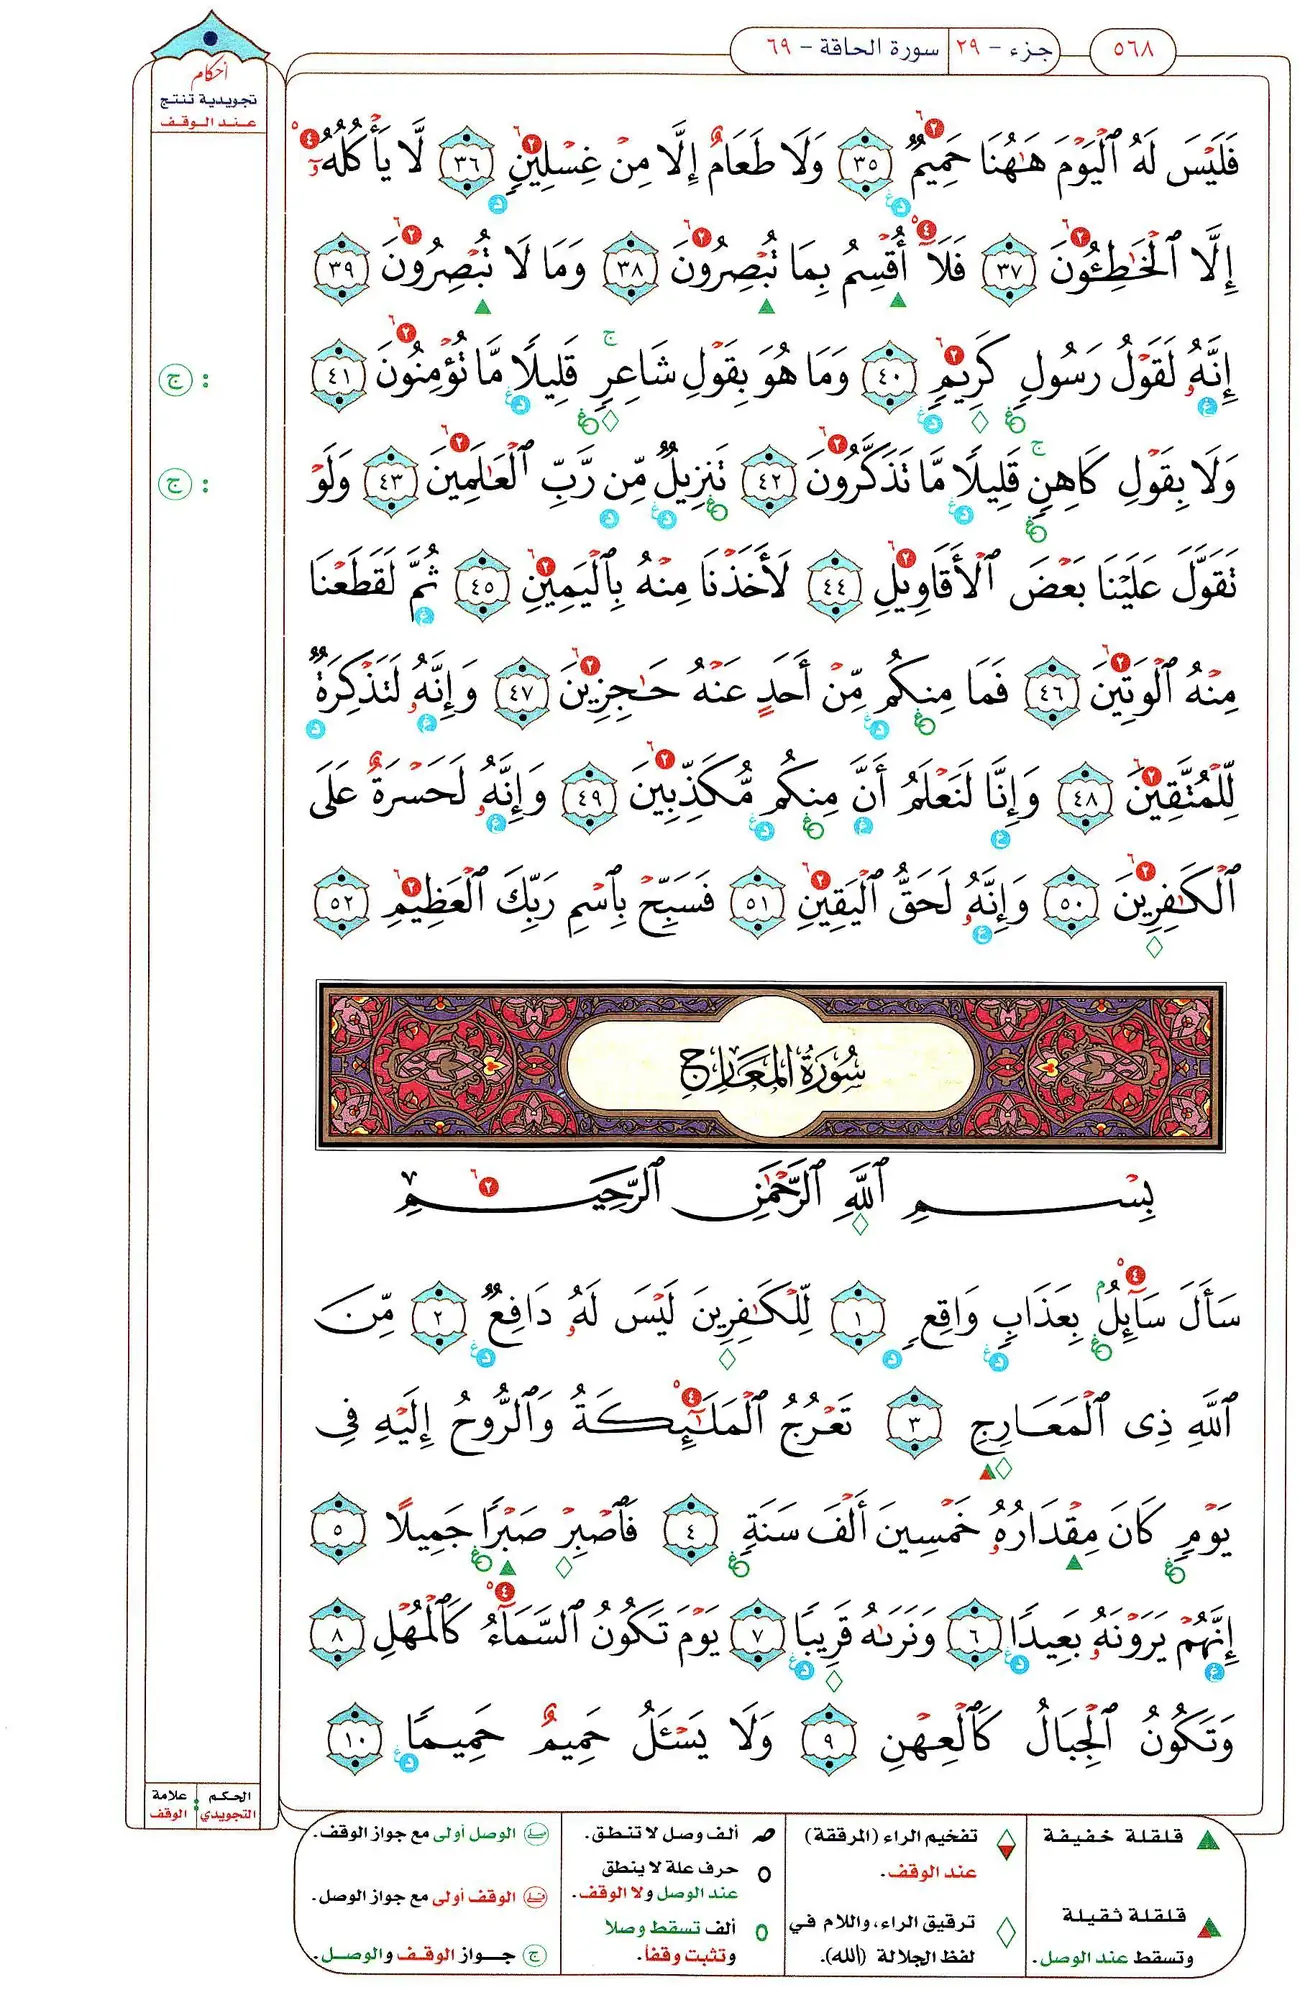 ٥٦٨
جزء - ٢٩ سورة الحاقة - ٦٩
أحكام
تجويدية تنتج
عند الوقف
فَلَيْسَ لَهُ ٱلْيَوْمَ هَٰهُنَا حَمِيمٌ ٣٥ وَلَا طَعَامٌ إِلَّا مِنْ غِسْلِينٍ ٣٦ لَّا يَأْكُلُهُۥٓ
إِلَّا ٱلْخَٰطِـُٔونَ ٣٧ فَلَآ أُقْسِمُ بِمَا تُبْصِرُونَ ٣٨ وَمَا لَا تُبْصِرُونَ ٣٩
إِنَّهُۥ لَقَوْلُ رَسُولٍ كَرِيمٍ ٤٠ وَمَا هُوَ بِقَوْلِ شَاعِرٍ ۚ قَلِيلًا مَّا تُؤْمِنُونَ ٤١
ج :
وَلَا بِقَوْلِ كَاهِنٍ ۚ قَلِيلًا مَّا تَذَكَّرُونَ ٤٢ تَنزِيلٌ مِّن رَّبِّ ٱلْعَٰلَمِينَ ٤٣ وَلَوْ
ج :
تَقَوَّلَ عَلَيْنَا بَعْضَ ٱلْأَقَاوِيلِ ٤٤ لَأَخَذْنَا مِنْهُ بِٱلْيَمِينِ ٤٥ ثُمَّ لَقَطَعْنَا
مِنْهُ ٱلْوَتِينَ ٤٦ فَمَا مِنكُم مِّنْ أَحَدٍ عَنْهُ حَٰجِزِينَ ٤٧ وَإِنَّهُۥ لَتَذْكِرَةٌ
لِّلْمُتَّقِينَ ٤٨ وَإِنَّا لَنَعْلَمُ أَنَّ مِنكُم مُّكَذِّبِينَ ٤٩ وَإِنَّهُۥ لَحَسْرَةٌ عَلَى
ٱلْكَٰفِرِينَ ٥٠ وَإِنَّهُۥ لَحَقُّ ٱلْيَقِينِ ٥١ فَسَبِّحْ بِٱسْمِ رَبِّكَ ٱلْعَظِيمِ ٥٢
سُورَةُ المَعَارِج
بِسْمِ ٱللَّهِ ٱلرَّحْمَٰنِ ٱلرَّحِيمِ
سَأَلَ سَآئِلٌۢ بِعَذَابٍ وَاقِعٍ ١ لِّلْكَٰفِرِينَ لَيْسَ لَهُۥ دَافِعٌ ٢ مِّنَ
ٱللَّهِ ذِى ٱلْمَعَارِجِ ٣ تَعْرُجُ ٱلْمَلَٰٓئِكَةُ وَٱلرُّوحُ إِلَيْهِ فِى
يَوْمٍ كَانَ مِقْدَارُهُۥ خَمْسِينَ أَلْفَ سَنَةٍ ٤ فَٱصْبِرْ صَبْرًا جَمِيلًا ٥
إِنَّهُمْ يَرَوْنَهُۥ بَعِيدًا ٦ وَنَرَىٰهُ قَرِيبًا ٧ يَوْمَ تَكُونُ ٱلسَّمَآءُ كَٱلْمُهْلِ ٨
وَتَكُونُ ٱلْجِبَالُ كَٱلْعِهْنِ ٩ وَلَا يَسْـَٔلُ حَمِيمٌ حَمِيمًا ١٠
الحكم التجويدي : علامة الوقف
قلقلة خفيفة
قلقلة ثقيلة
وتسقط عند الوصل.
تفخيم الراء (المرققة)
عند الوقف.
ترقيق الراء، واللام في
لفظ الجلالة (الله).
ألف وصل لا تنطق.
حرف علة لا ينطق
عند الوصل ولا الوقف.
ألف تسقط وصلا
وتثبت وقفاً.
صلى الوصل أولى مع جواز الوقف.
قلى الوقف أولى مع جواز الوصل.
ج جـواز الوقـف والوصـل.